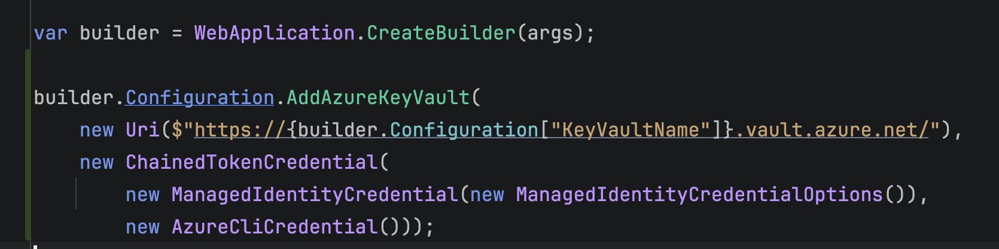 var builder = WebApplication.CreateBuilder(args);
builder.Configuration.AddAzureKeyVault(
new Uri($"https://{builder.Configuration["KeyVaultName"]}.vault.azure.net/"),
new ChainedTokenCredential(
new ManagedIdentityCredential(new ManagedIdentityCredentialOptions()),
new AzureCliCredential()));